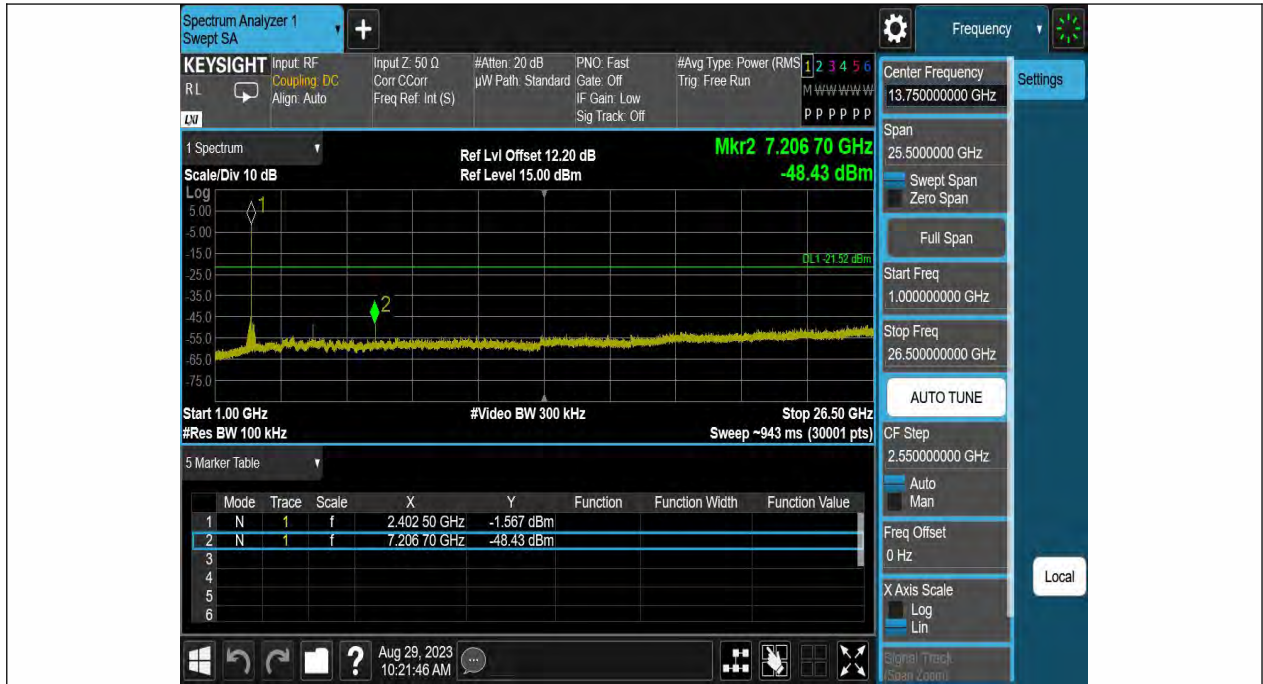 Spectrum Analyzer 1
Swept SA
+
Frequency
KEYSIGHT
RL
LXI
Input: RF
Coupling: DC
Align: Auto
Input Z: 50 Ω
Corr CCorr
Freq Ref: Int (S)
#Atten: 20 dB
µW Path: Standard
PNO: Fast
Gate: Off
IF Gain: Low
Sig Track: Off
#Avg Type: Power (RMS
Trig: Free Run
1 2 3 4 5 6
M W W W W W
P P P P P P
Center Frequency
13.750000000 GHz
Settings
Span
25.5000000 GHz
Swept Span
Zero Span
Full Span
Start Freq
1.000000000 GHz
Stop Freq
26.500000000 GHz
AUTO TUNE
CF Step
2.550000000 GHz
Auto
Man
Freq Offset
0 Hz
X Axis Scale
Log
Lin
Signal Track
(Span Zoom)
Local
1 Spectrum
Scale/Div 10 dB
Ref Lvl Offset 12.20 dB
Ref Level 15.00 dBm
Mkr2 7.206 70 GHz
-48.43 dBm
Log
5.00
-5.00
-15.0
-25.0
-35.0
-45.0
-55.0
-65.0
-75.0
1
2
DL1 -21.52 dBm
Start 1.00 GHz
#Res BW 100 kHz
#Video BW 300 kHz
Stop 26.50 GHz
Sweep ~943 ms (30001 pts)
5 Marker Table
Mode Trace Scale X Y Function Function Width Function Value
1 N 1 f 2.402 50 GHz -1.567 dBm
2 N 1 f 7.206 70 GHz -48.43 dBm
3
4
5
6
?
Aug 29, 2023
10:21:46 AM